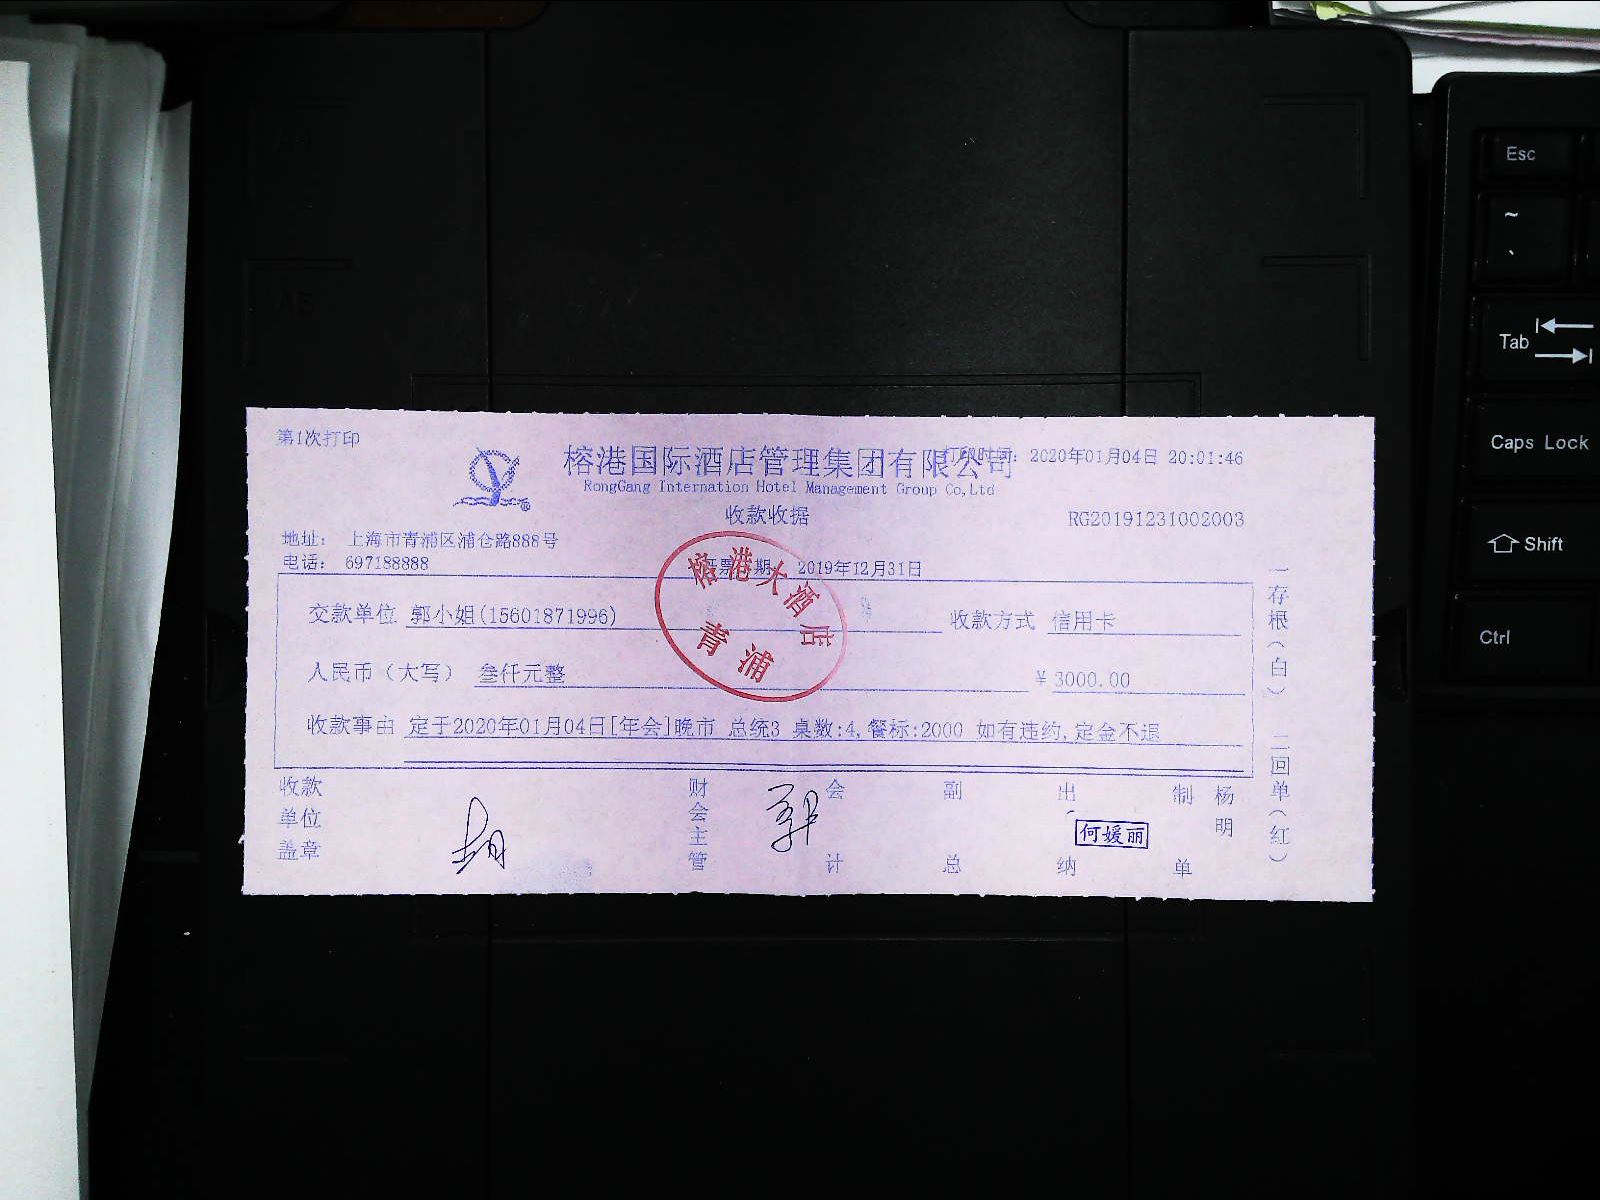 第1次打印
榕港国际酒店管理集团有限公司
打印时间: 2020年01月04日 20:01:46
RongGang Internation Hotel Management Group Co,Ltd
收款收据
RG20191231002003
地址: 上海市青浦区浦仓路888号
电话: 697188888
开票日期: 2019年12月31日
榕港大酒店
青浦
交款单位 郭小姐(15601871996) 收款方式 信用卡
人民币（大写） 叁仟元整 ¥ 3000.00
收款事由 定于2020年01月04日[年会]晚市 总统3 桌数:4,餐标:2000 如有违约,定金不退
收款单位盖章
财会主管
会计
副总
出纳 何媛丽
制单 杨明
一存根（白） 二回单（红）
Esc
~
`
Tab
Caps Lock
Shift
Ctrl
A5